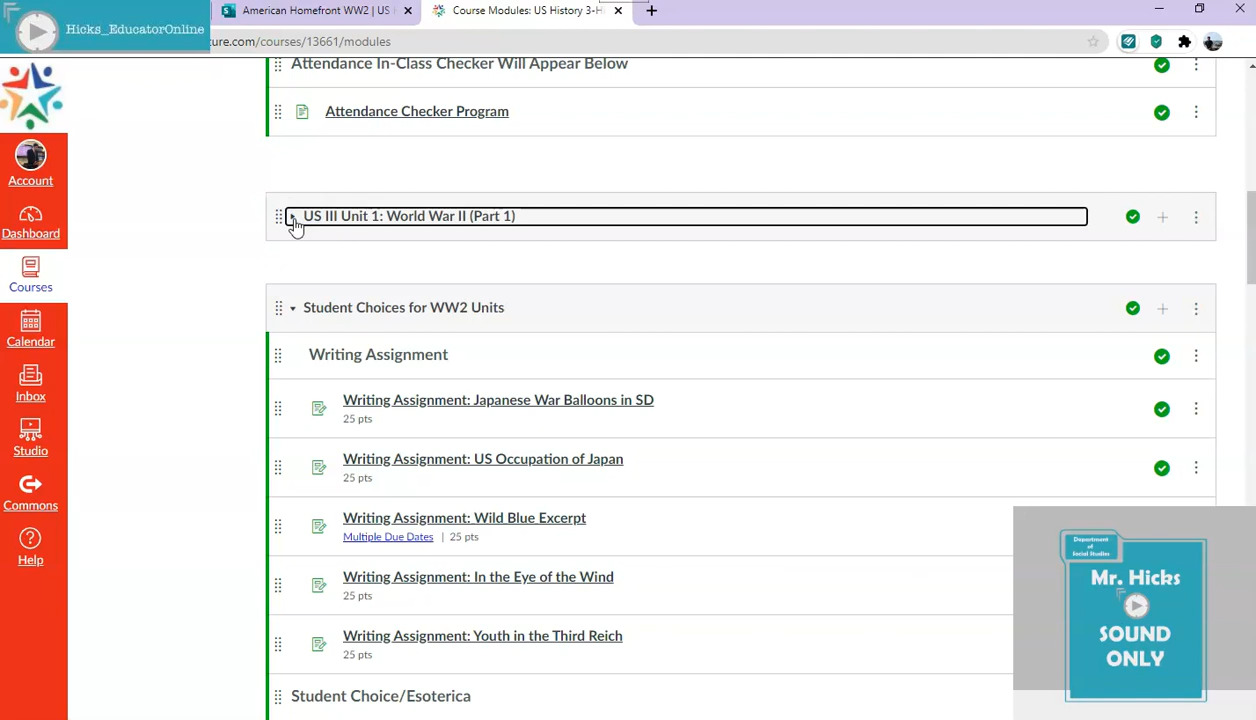 Hicks_EducatorOnline
American Homefront WW2 | US
Course Modules: US History 3-H
ure.com/courses/13661/modules
Attendance In-Class Checker Will Appear Below
Attendance Checker Program
US III Unit 1: World War II (Part 1)
Student Choices for WW2 Units
Writing Assignment
Writing Assignment: Japanese War Balloons in SD
25 pts
Writing Assignment: US Occupation of Japan
25 pts
Writing Assignment: Wild Blue Excerpt
Multiple Due Dates | 25 pts
Writing Assignment: In the Eye of the Wind
25 pts
Writing Assignment: Youth in the Third Reich
25 pts
Student Choice/Esoterica
Account
Dashboard
Courses
Calendar
Inbox
Studio
Commons
Help
Department
of
Social Studies
Mr. Hicks
SOUND
ONLY